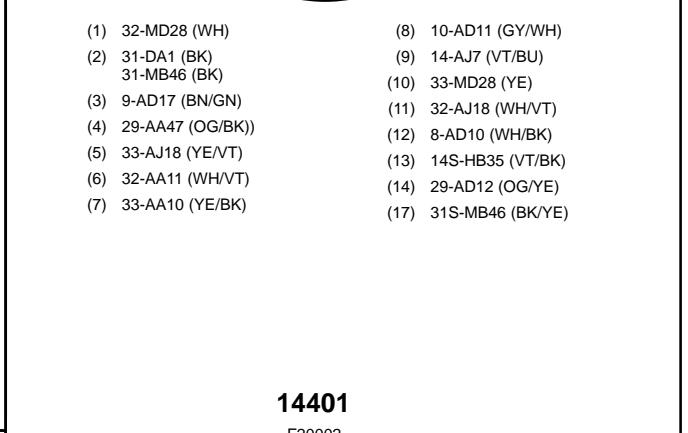 (1) 32-MD28 (WH)
(2) 31-DA1 (BK)
31-MB46 (BK)
(3) 9-AD17 (BN/GN)
(4) 29-AA47 (OG/BK))
(5) 33-AJ18 (YE/VT)
(6) 32-AA11 (WH/VT)
(7) 33-AA10 (YE/BK)
(8) 10-AD11 (GY/WH)
(9) 14-AJ7 (VT/BU)
(10) 33-MD28 (YE)
(11) 32-AJ18 (WH/VT)
(12) 8-AD10 (WH/BK)
(13) 14S-HB35 (VT/BK)
(14) 29-AD12 (OG/YE)
(17) 31S-MB46 (BK/YE)
14401